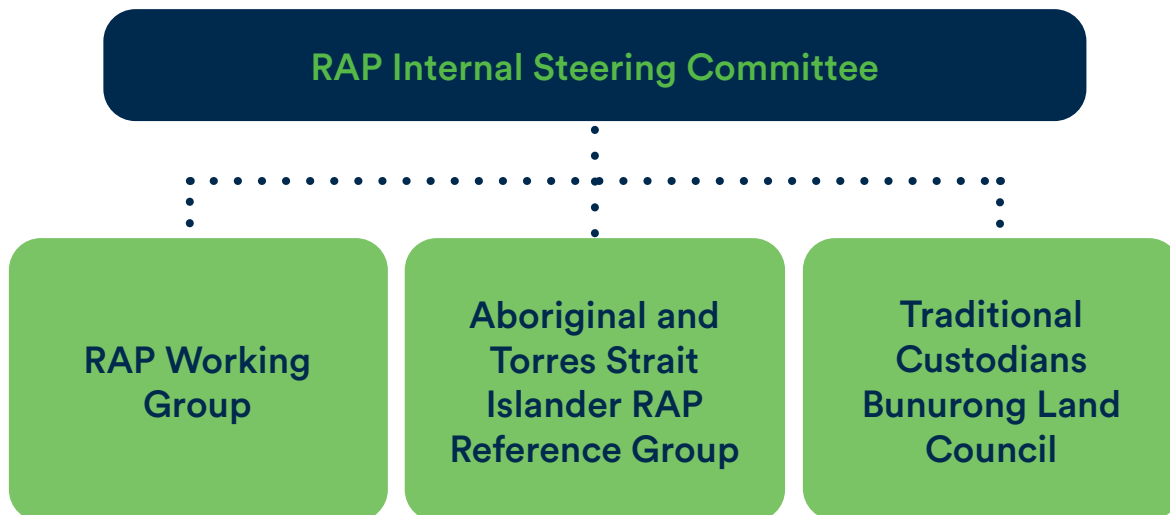 RAP Internal Steering Committee
RAP Working
Group
Aboriginal and
Torres Strait
Islander RAP
Reference Group
Traditional
Custodians
Bunurong Land
Council